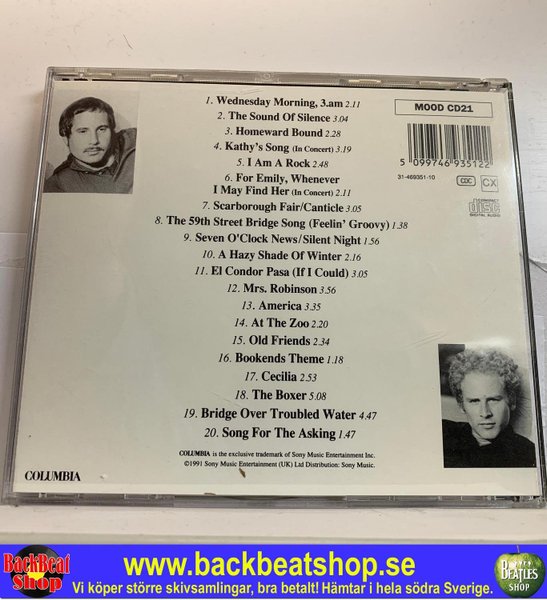 1. Wednesday Morning, 3.am 2.11
2. The Sound Of Silence 3.04
3. Homeward Bound 2.28
4. Kathy's Song (In Concert) 3.19
5. I Am A Rock 2.48
6. For Emily, Whenever
I May Find Her (In Concert) 2.11
7. Scarborough Fair/Canticle 3.05
8. The 59th Street Bridge Song (Feelin' Groovy) 1.38
9. Seven O'Clock News/Silent Night 1.56
10. A Hazy Shade Of Winter 2.16
11. El Condor Pasa (If I Could) 3.05
12. Mrs. Robinson 3.56
13. America 3.35
14. At The Zoo 2.20
15. Old Friends 2.34
16. Bookends Theme 1.18
17. Cecilia 2.53
18. The Boxer 5.08
19. Bridge Over Troubled Water 4.47
20. Song For The Asking 1.47
MOOD CD21
5 099746 935122
31-469351-10
CDC
CX
COMPACT
disc
DIGITAL AUDIO
COLUMBIA is the exclusive trademark of Sony Music Entertainment Inc.
©1991 Sony Music Entertainment (UK) Ltd Distribution: Sony Music.
COLUMBIA
BackBeat
Shop
www.backbeatshop.se
Vi köper större skivsamlingar, bra betalt! Hämtar i hela södra Sverige.
BEATLES
SHOP